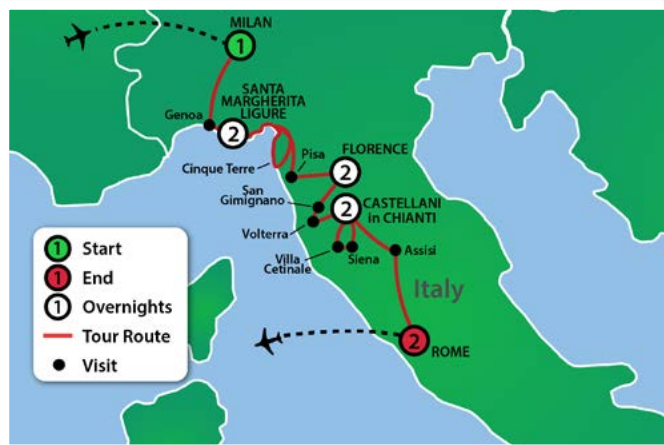 MILAN
1
SANTA
MARGHERITA
LIGURE
Genoa
2
Cinque Terre
Pisa
FLORENCE
2
San
Gimignano
2
CASTELLANI
in CHIANTI
Volterra
Villa
Cetinale
Siena
Assisi
Italy
2
ROME
1 Start
1 End
1 Overnights
Tour Route
Visit